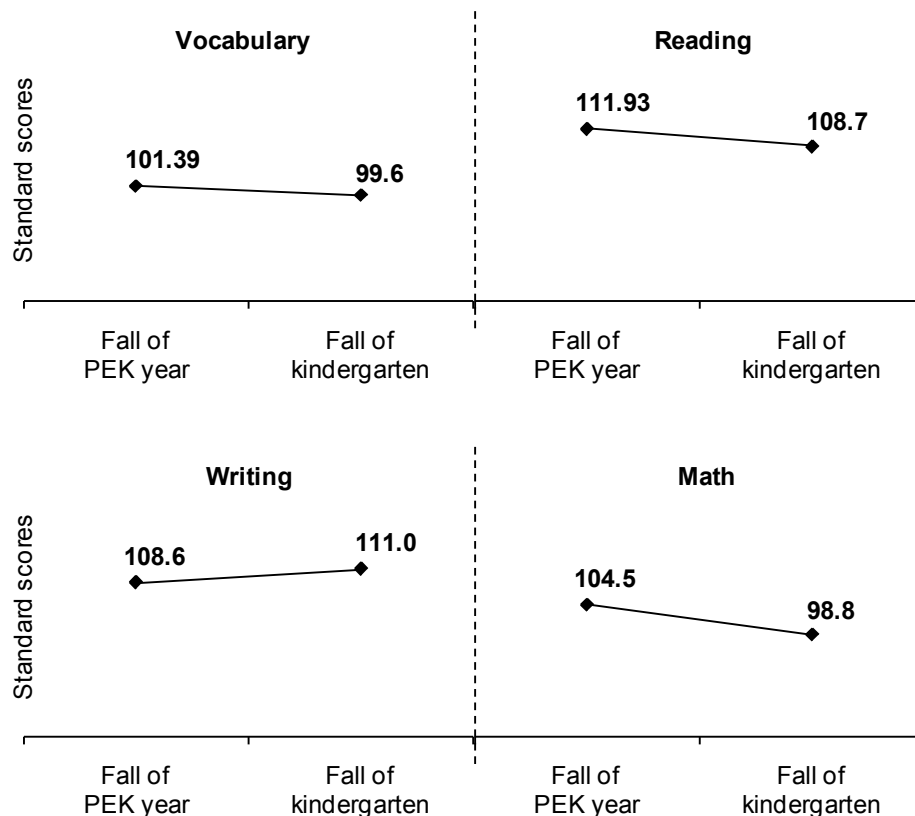 Vocabulary
Reading
Standard scores
101.39
99.6
111.93
108.7
Fall of
PEK year
Fall of
kindergarten
Fall of
PEK year
Fall of
kindergarten
Writing
Math
Standard scores
108.6
111.0
104.5
98.8
Fall of
PEK year
Fall of
kindergarten
Fall of
PEK year
Fall of
kindergarten